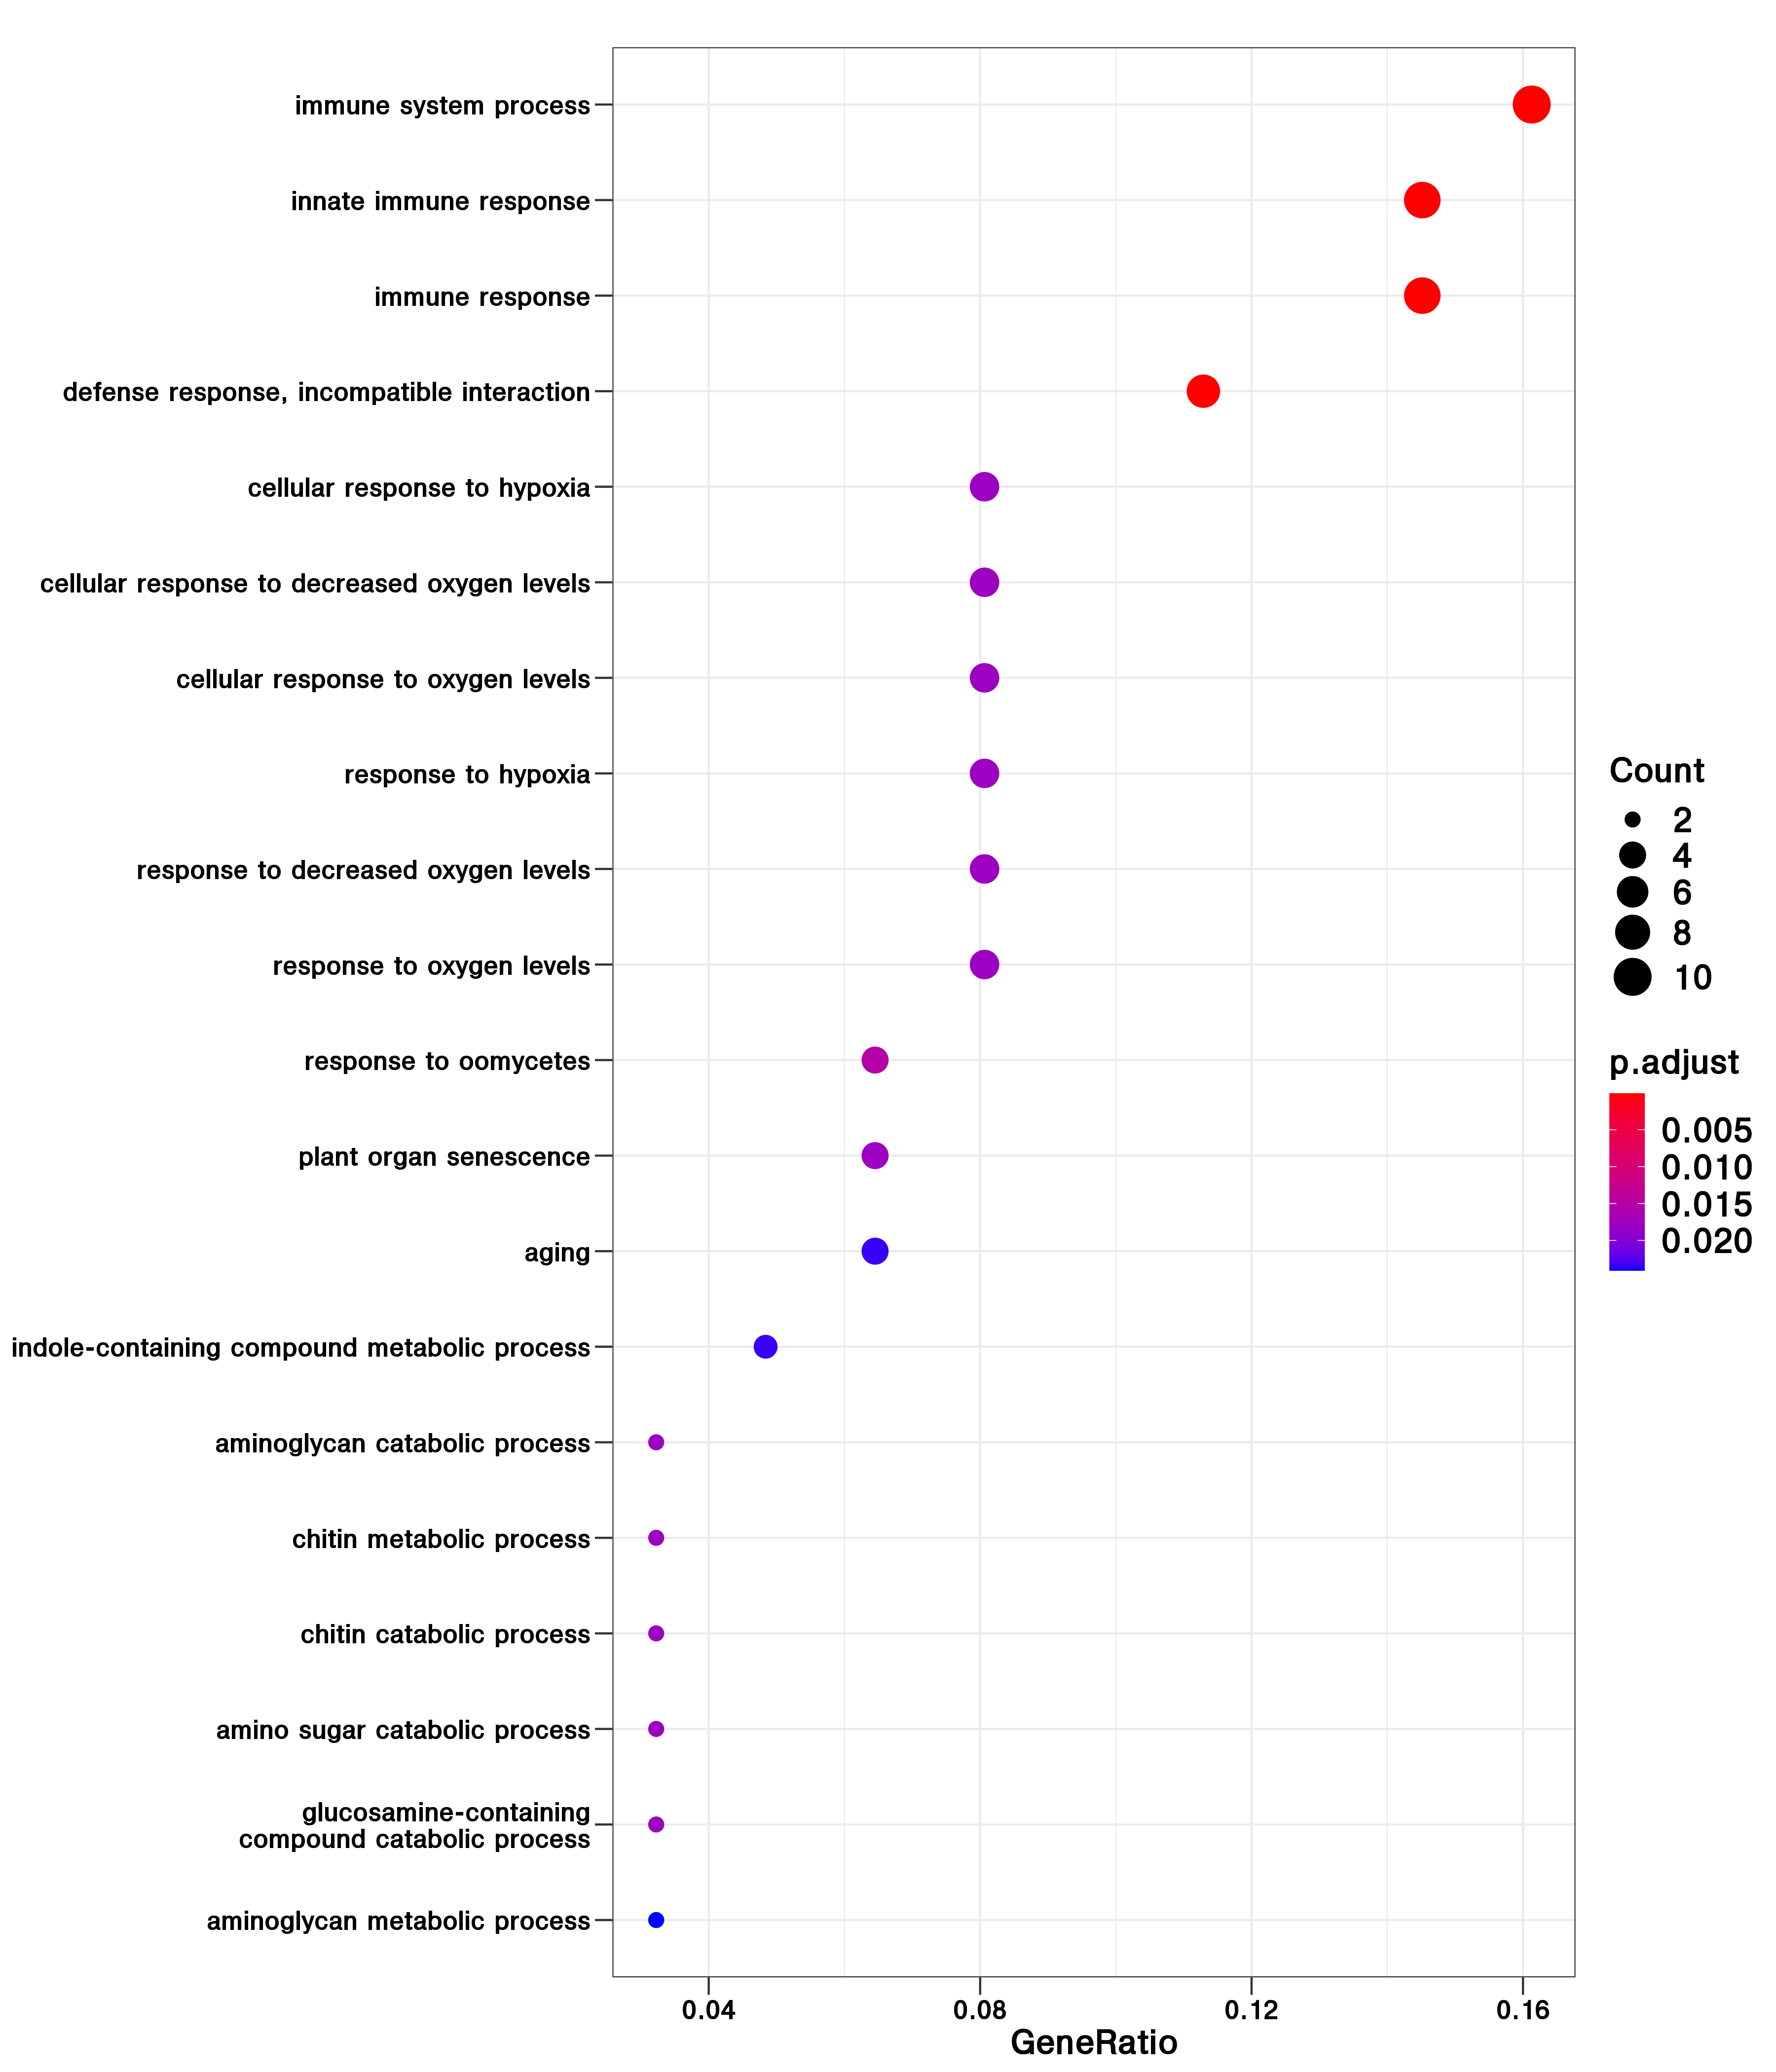 immune system process
innate immune response
immune response
defense response, incompatible interaction
cellular response to hypoxia
cellular response to decreased oxygen levels
cellular response to oxygen levels
response to hypoxia
response to decreased oxygen levels
response to oxygen levels
response to oomycetes
plant organ senescence
aging
indole-containing compound metabolic process
aminoglycan catabolic process
chitin metabolic process
chitin catabolic process
amino sugar catabolic process
glucosamine-containing
compound catabolic process
aminoglycan metabolic process
0.04
0.08
0.12
0.16
GeneRatio
Count
2
4
6
8
10
p.adjust
0.005
0.010
0.015
0.020